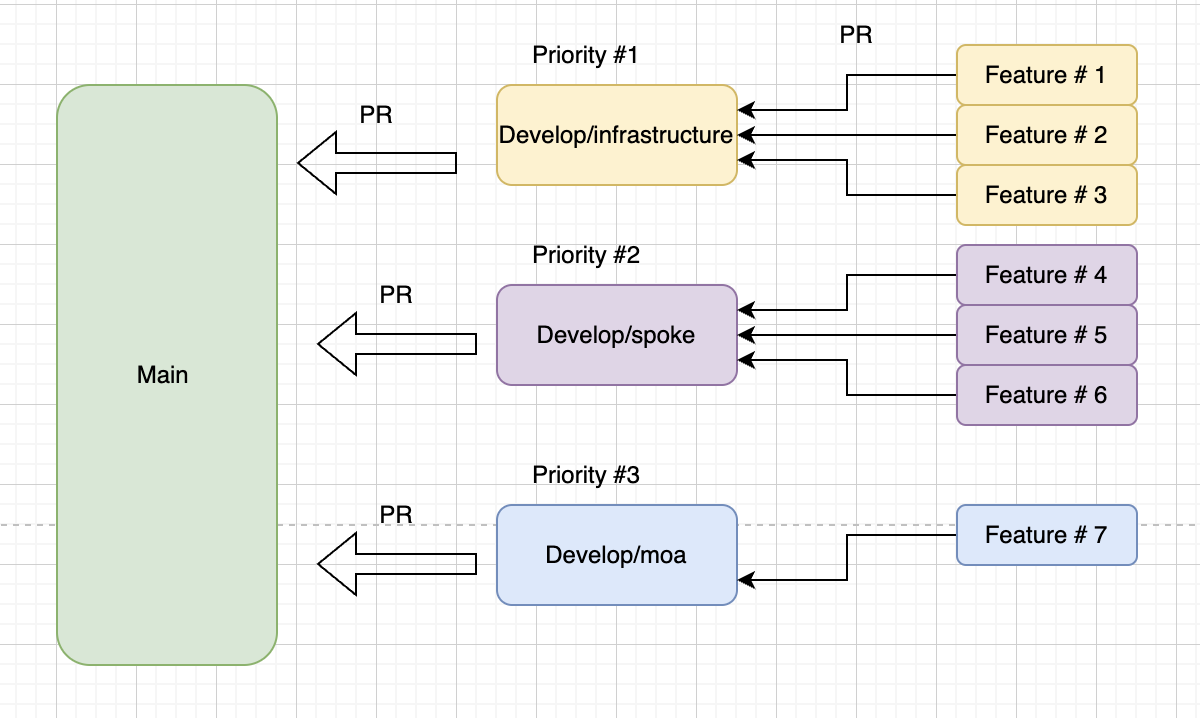 PR
Priority #1
Feature # 1
PR
Develop/infrastructure
Feature # 2
Feature # 3
Priority #2
Feature # 4
PR
Main
Develop/spoke
Feature # 5
Feature # 6
Priority #3
PR
Develop/moa
Feature # 7